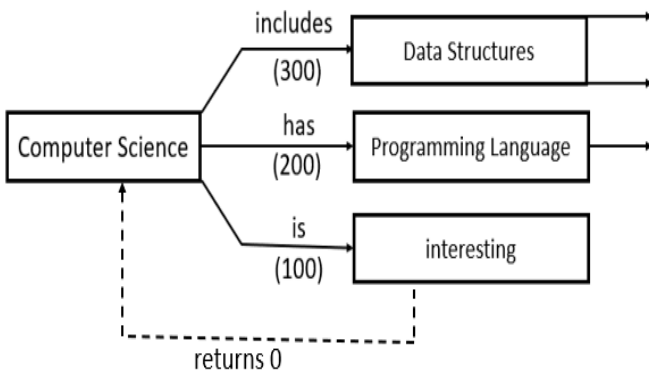 includes
(300)
Data Structures
Computer Science
has
(200)
Programming Language
is
(100)
interesting
returns 0